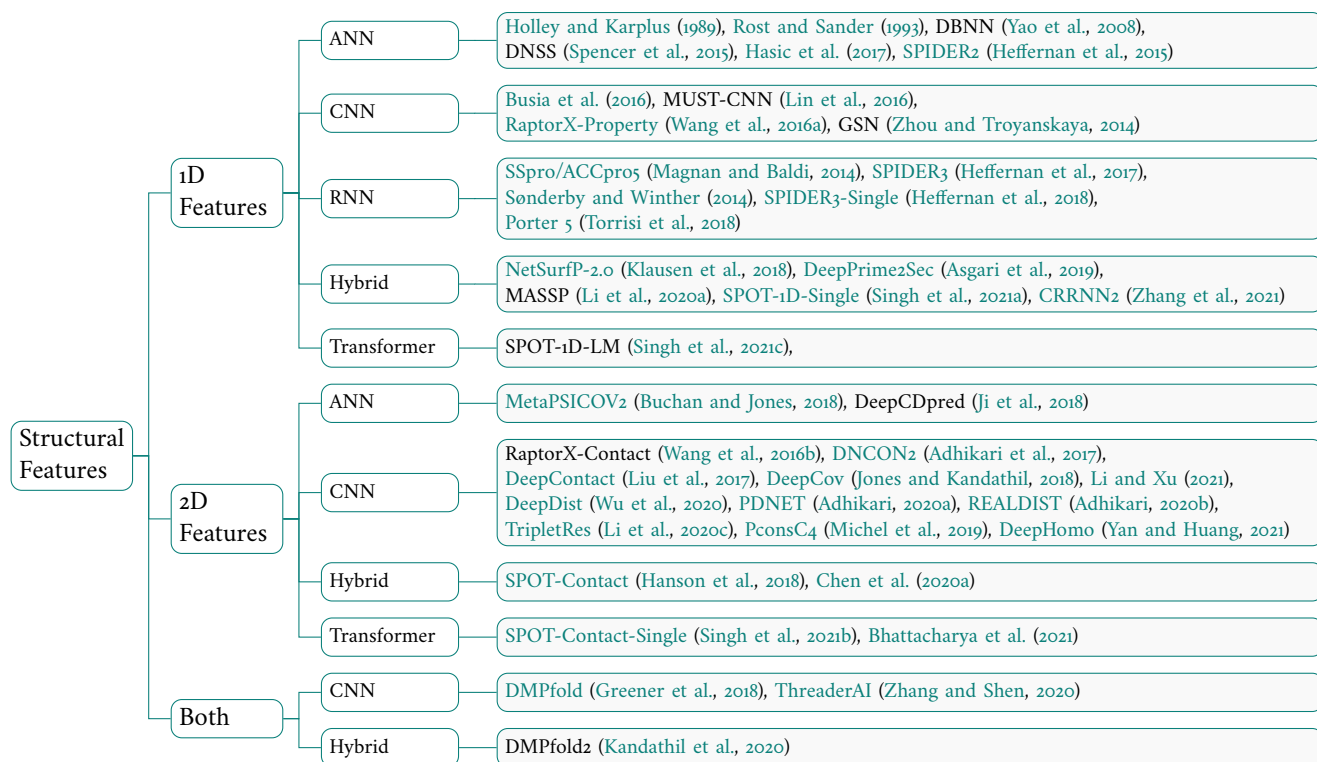 Structural
Features
1D
Features
ANN
Holley and Karplus (1989), Rost and Sander (1993), DBNN (Yao et al., 2008),
DNSS (Spencer et al., 2015), Hasic et al. (2017), SPIDER2 (Heffernan et al., 2015)
CNN
Busia et al. (2016), MUST-CNN (Lin et al., 2016),
RaptorX-Property (Wang et al., 2016a), GSN (Zhou and Troyanskaya, 2014)
RNN
SSpro/ACCpro5 (Magnan and Baldi, 2014), SPIDER3 (Heffernan et al., 2017),
Sønderby and Winther (2014), SPIDER3-Single (Heffernan et al., 2018),
Porter 5 (Torrisi et al., 2018)
Hybrid
NetSurfP-2.0 (Klausen et al., 2018), DeepPrime2Sec (Asgari et al., 2019),
MASSP (Li et al., 2020a), SPOT-1D-Single (Singh et al., 2021a), CRRNN2 (Zhang et al., 2021)
Transformer
SPOT-1D-LM (Singh et al., 2021c),
2D
Features
ANN
MetaPSICOV2 (Buchan and Jones, 2018), DeepCDpred (Ji et al., 2018)
CNN
RaptorX-Contact (Wang et al., 2016b), DNCON2 (Adhikari et al., 2017),
DeepContact (Liu et al., 2017), DeepCov (Jones and Kandathil, 2018), Li and Xu (2021),
DeepDist (Wu et al., 2020), PDNET (Adhikari, 2020a), REALDIST (Adhikari, 2020b),
TripletRes (Li et al., 2020c), PconsC4 (Michel et al., 2019), DeepHomo (Yan and Huang, 2021)
Hybrid
SPOT-Contact (Hanson et al., 2018), Chen et al. (2020a)
Transformer
SPOT-Contact-Single (Singh et al., 2021b), Bhattacharya et al. (2021)
Both
CNN
DMPfold (Greener et al., 2018), ThreaderAI (Zhang and Shen, 2020)
Hybrid
DMPfold2 (Kandathil et al., 2020)